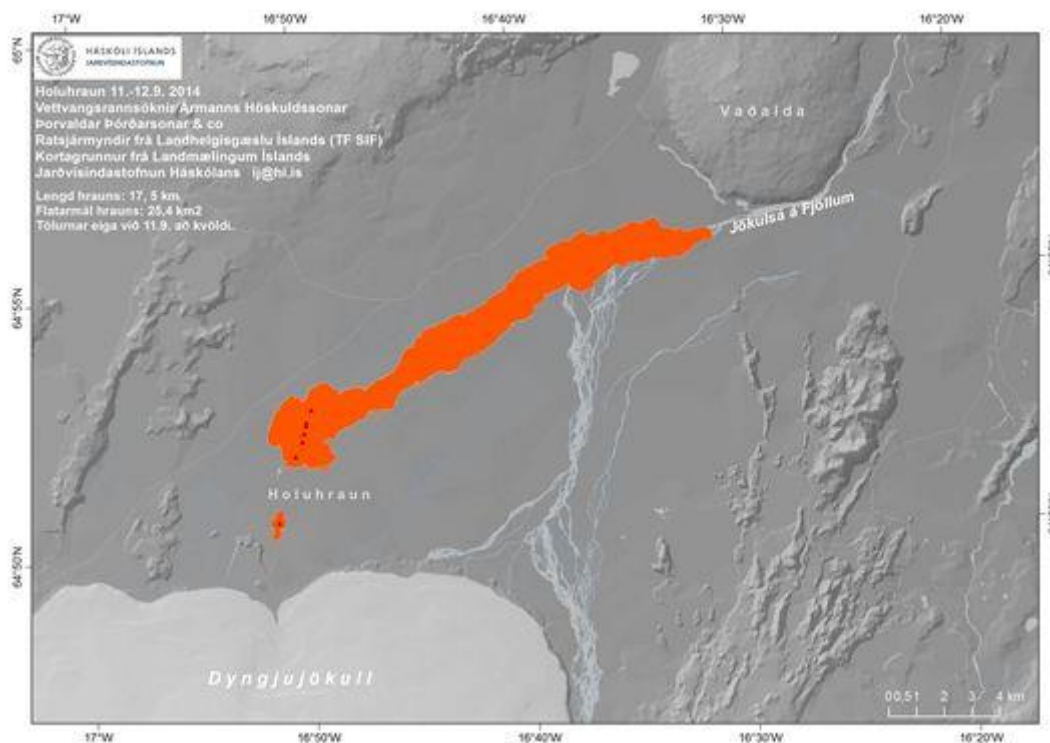 17°W 16°50'W 16°40'W 16°30'W 16°20'W
65°N
HÁSKÓLI ÍSLANDS
JARÐVÍSINDASTOFNUN
Holuhraun 11.-12.9. 2014
Vettvangsrannsóknir Ármanns Höskuldssonar
Þorvaldar Þórðarsonar & co
Ratsjármyndir frá Landhelgisgæslu Íslands (TF SIF)
Kortagrunnur frá Landmælingum Íslands
Jarðvísindastofnun Háskólans ij@hi.is
Lengd hrauns: 17, 5 km
Flatarmál hrauns: 25,4 km2
Tölurnar eiga við 11.9. að kvöldi.
Vaðalda
Jökulsá á Fjöllum
64°55'N
Holuhraun
64°50'N
Dyngjujökull
00,51 2 3 4 km
17°W 16°50'W 16°40'W 16°30'W 16°20'W